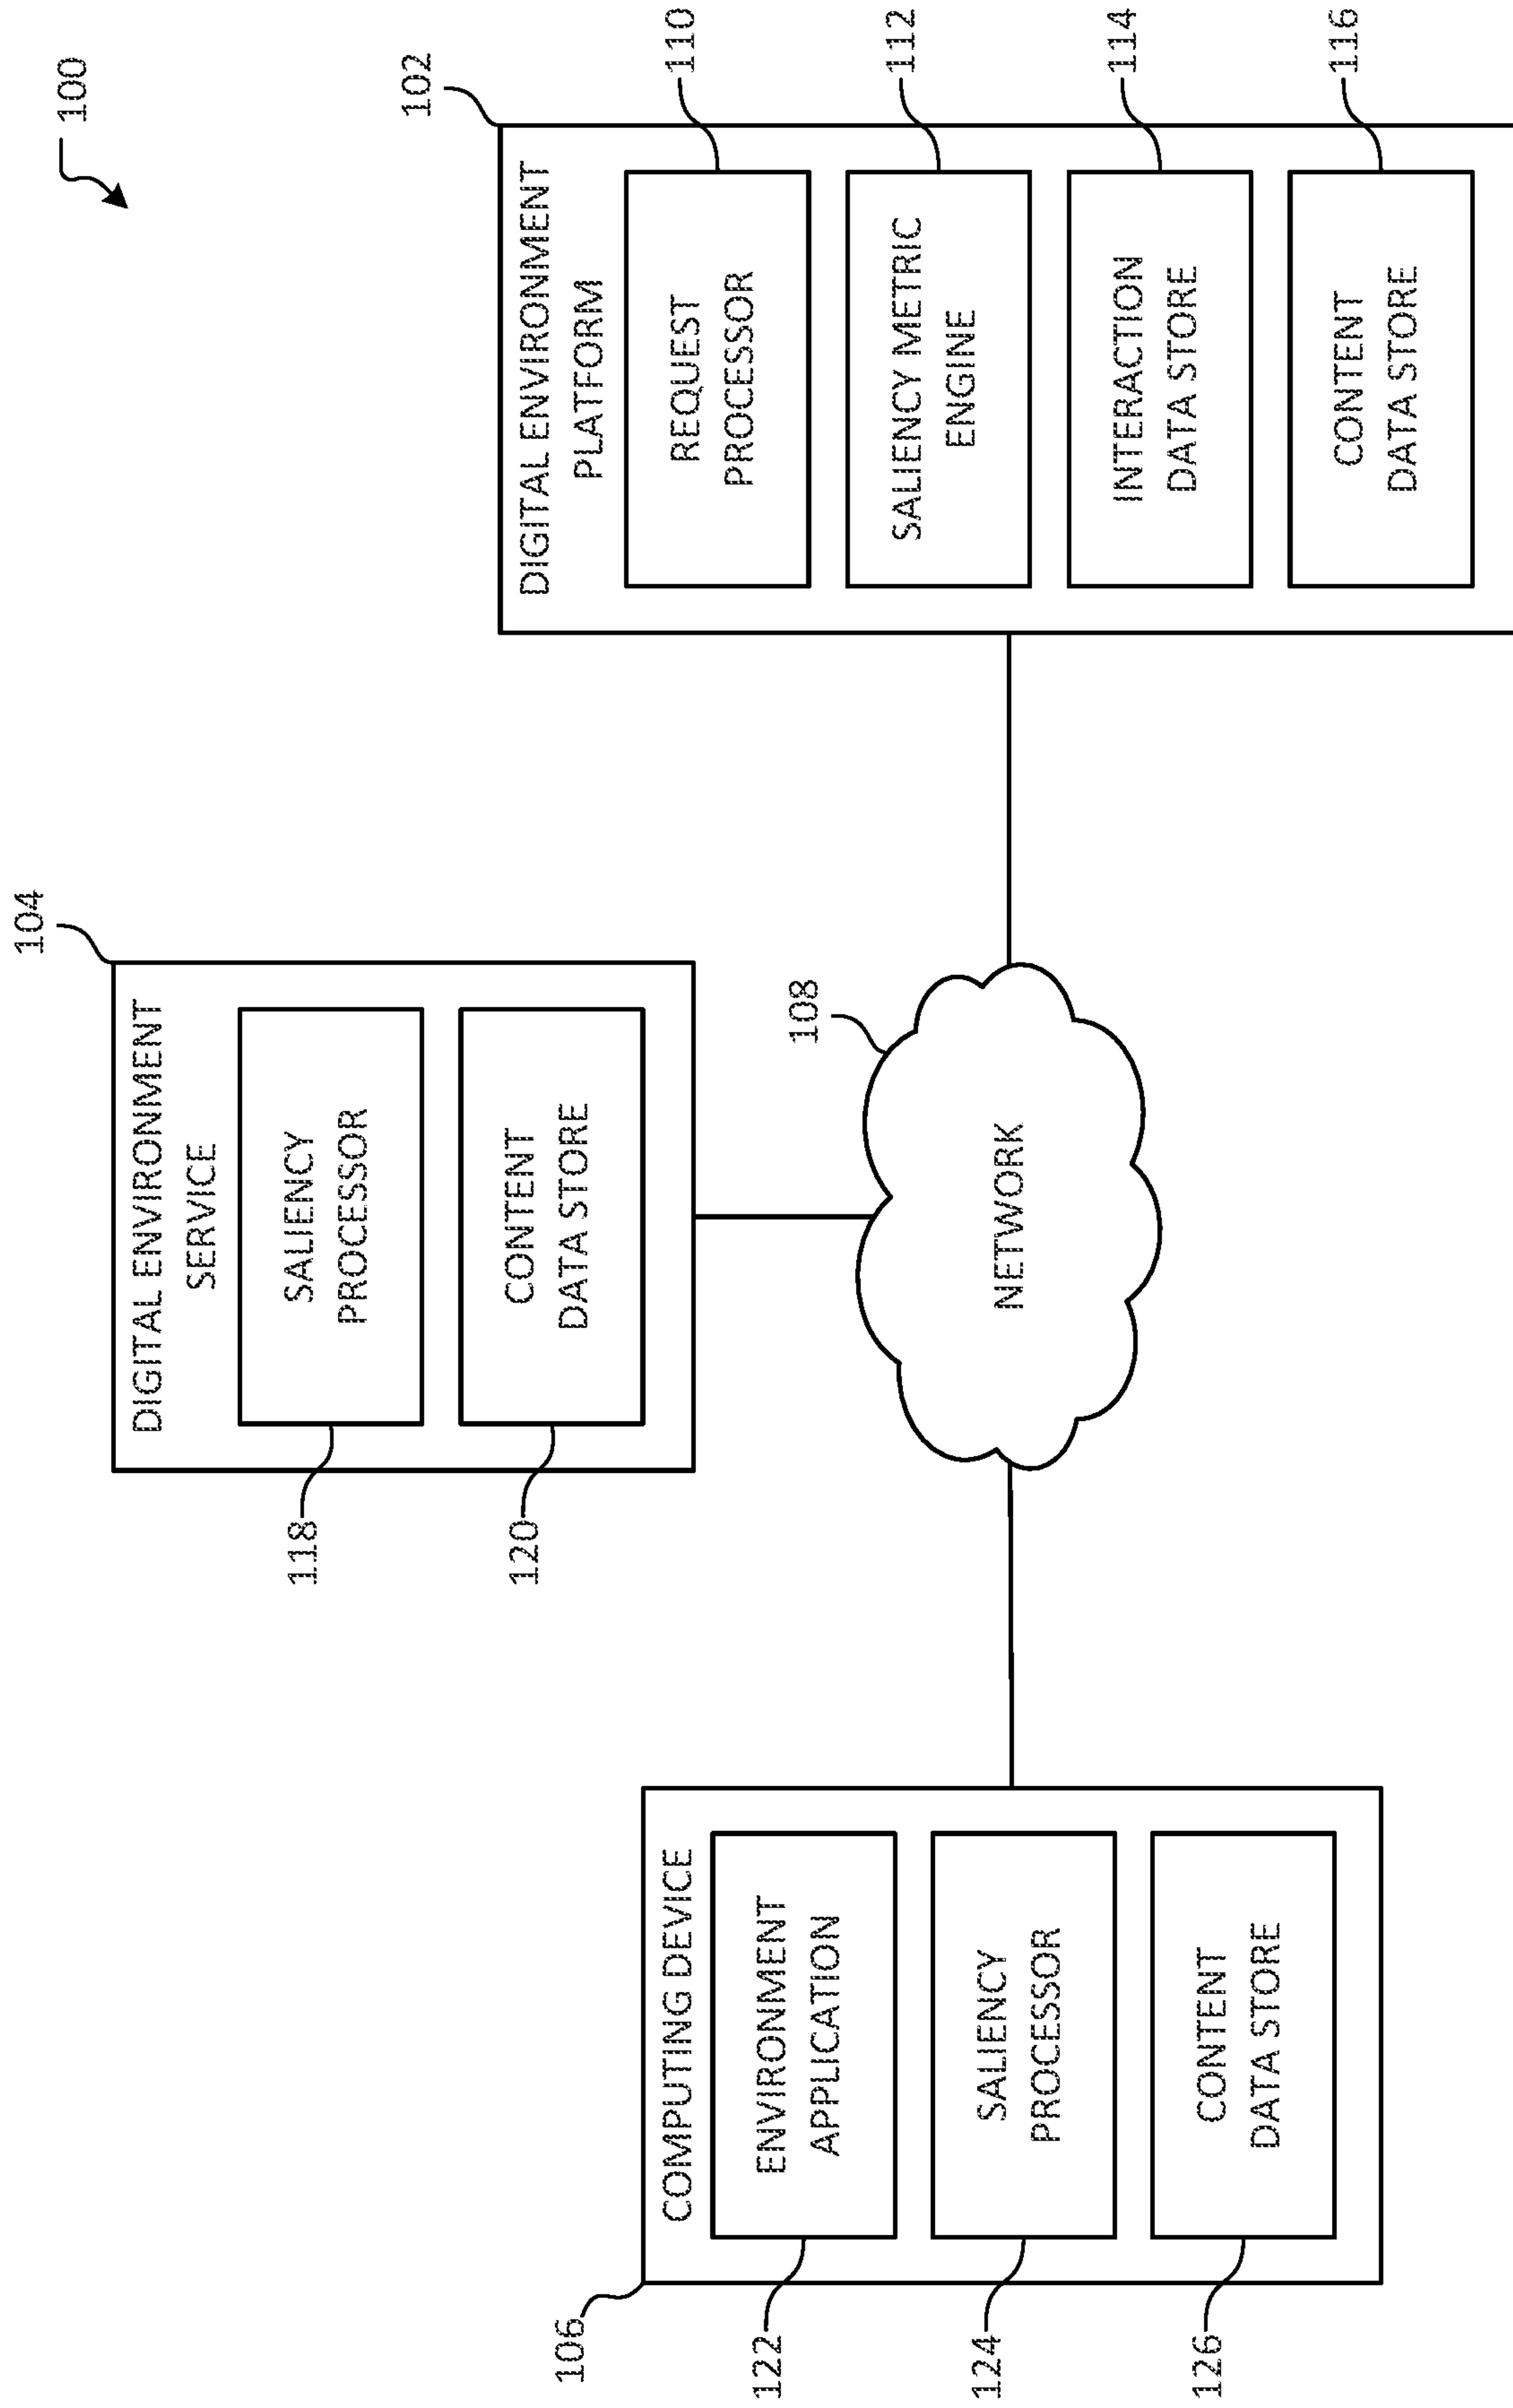 100
104
DIGITAL ENVIRONMENT
SERVICE
118
SALIENCY
PROCESSOR
120
CONTENT
DATA STORE
102
DIGITAL ENVIRONMENT
PLATFORM
REQUEST
PROCESSOR
110
SALIENCY METRIC
ENGINE
112
INTERACTION
DATA STORE
114
CONTENT
DATA STORE
116
106
COMPUTING DEVICE
122
ENVIRONMENT
APPLICATION
124
SALIENCY
PROCESSOR
126
CONTENT
DATA STORE
108
NETWORK